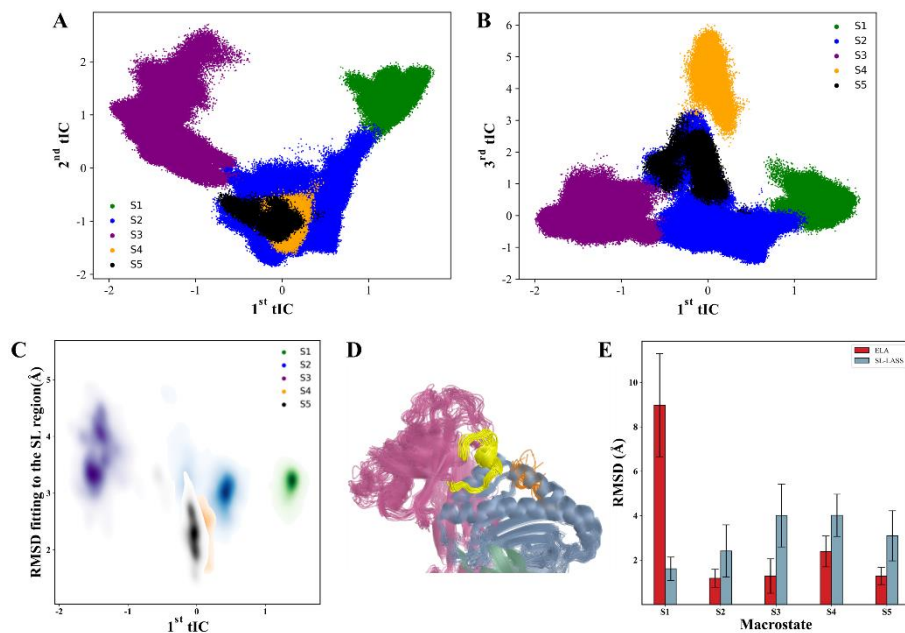 A
2nd tIC
2
1
0
-1
-2
S1
S2
S3
S4
S5
-2
-1
0
1
1st tIC
B
3rd tIC
6
5
4
3
2
1
0
-1
-2
S1
S2
S3
S4
S5
-2
-1
0
1
1st tIC
C
RMSD fitting to the SL region(Å)
5
4
3
2
S1
S2
S3
S4
S5
-2
-1
0
1
1st tIC
D
E
RMSD (Å)
10
8
6
4
2
ELA
SL-LASS
S1
S2
S3
S4
S5
Macrostate